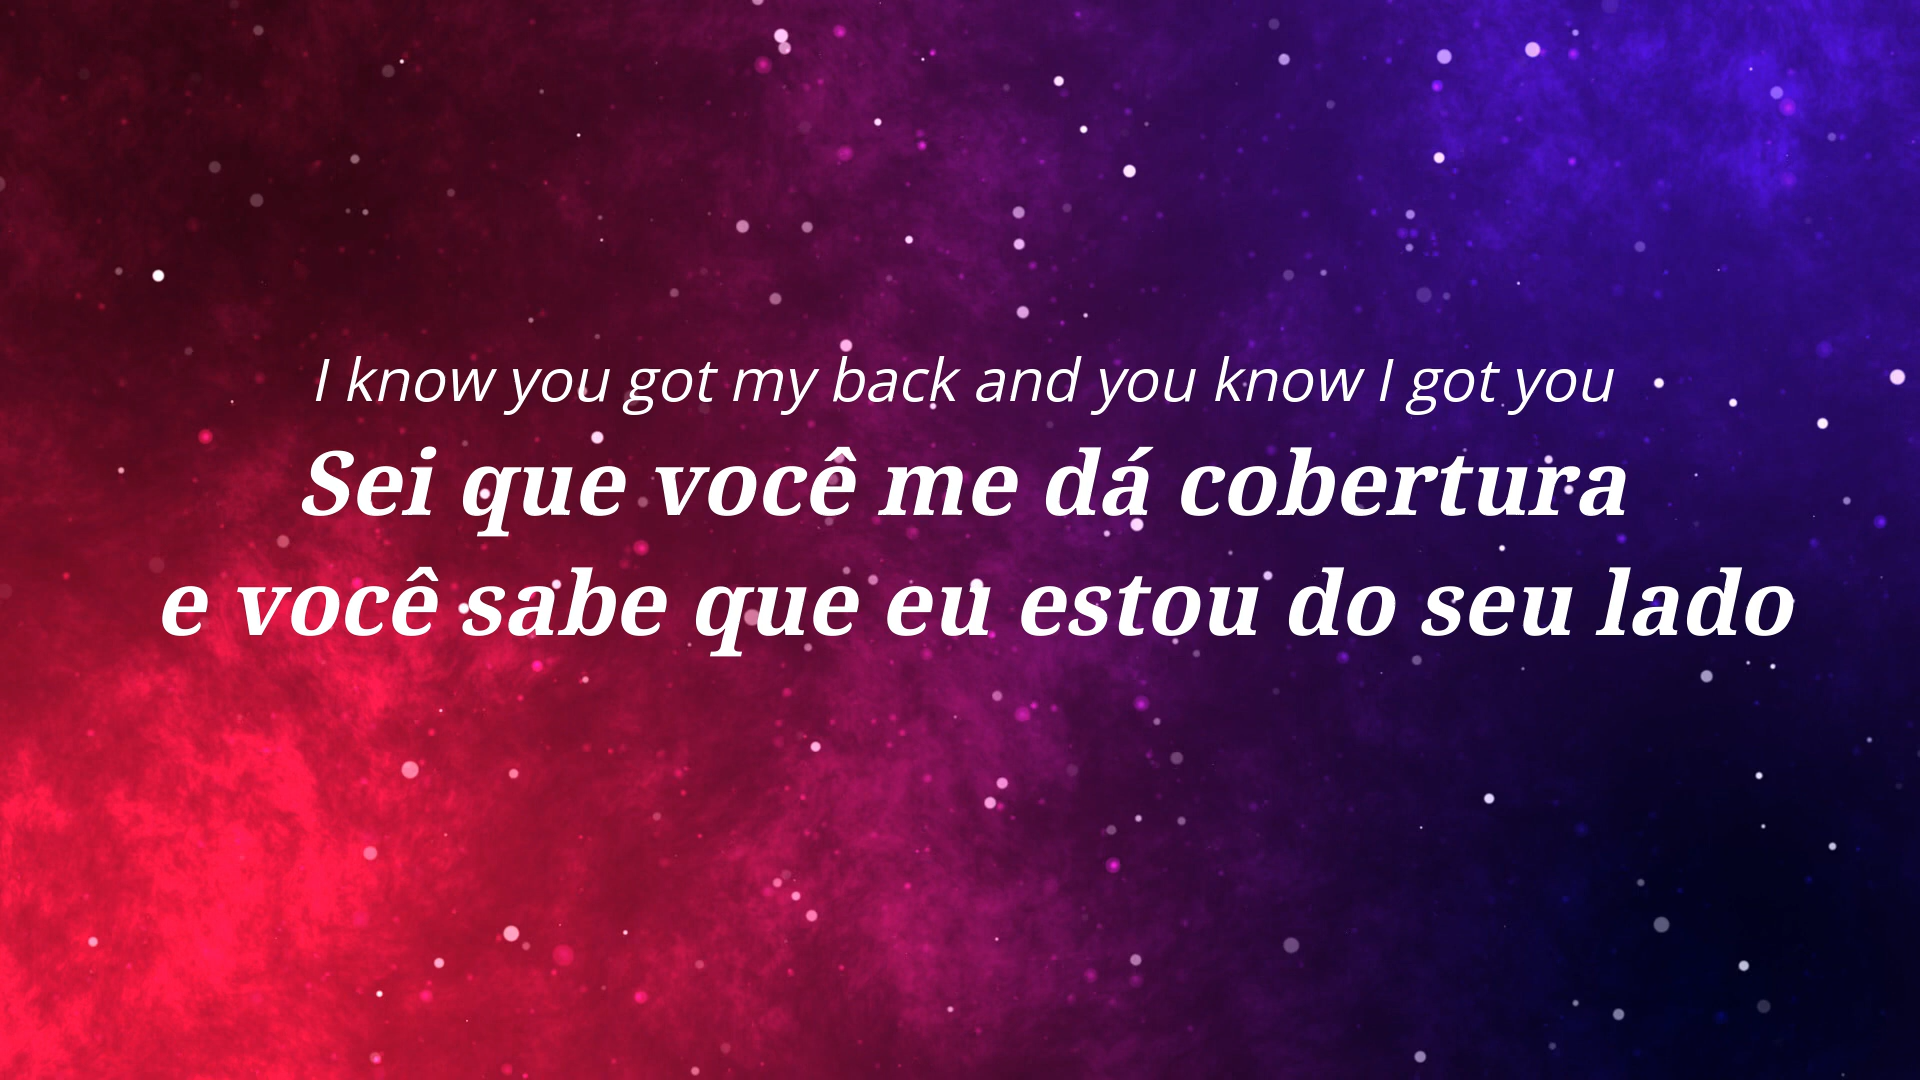 I know you got my back and you know I got you
Sei que você me dá cobertura
e você sabe que eu estou do seu lado